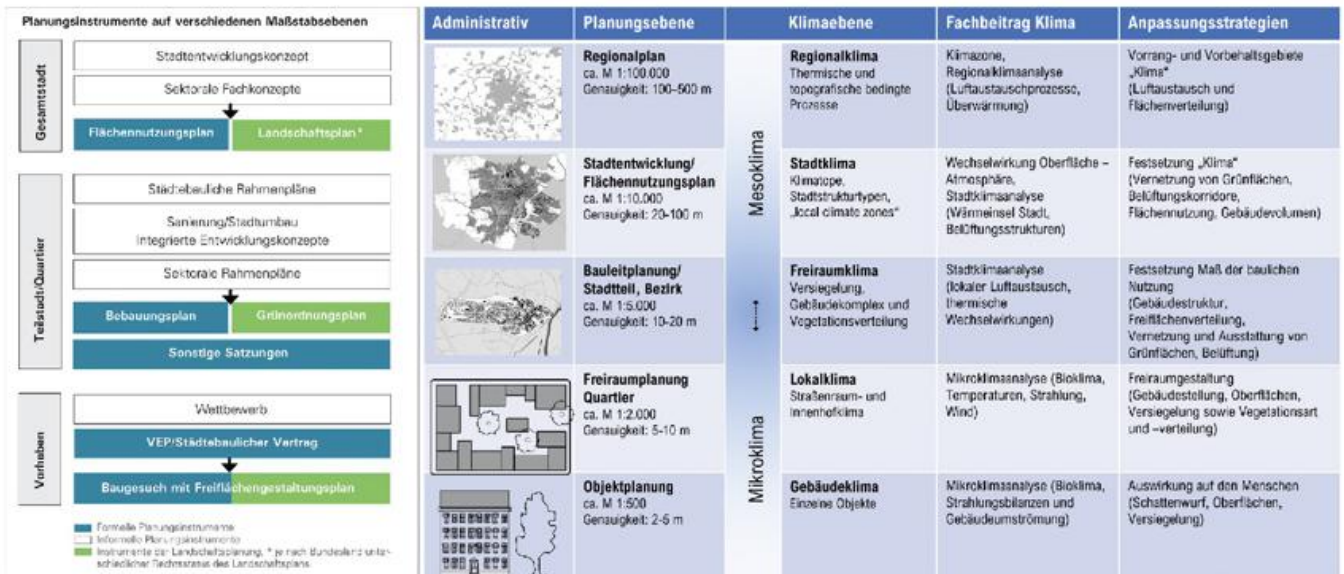 Planungsinstrumente auf verschiedenen Maßstabsebenen
Gesamtstadt
Stadtentwicklungskonzept
Sektorale Fachkonzepte
Flächennutzungsplan
Landschaftsplan*
Teilstadt/Quartier
Städtebauliche Rahmenpläne
Sanierung/Stadtumbau
Integrierte Entwicklungskonzepte
Sektorale Rahmenpläne
Bebauungsplan
Grünordnungsplan
Sonstige Satzungen
Vorhaben
Wettbewerb
VEP/Städtebaulicher Vertrag
Baugesuch mit Freiflächengestaltungsplan
Formelle Planungsinstrumente
Informelle Planungsinstrumente
Instrumente der Landschaftsplanung, * je nach Bundesland unter-
schiedlicher Rechtsstatus des Landschaftsplans
Administrativ
Planungsebene
Klimaebene
Fachbeitrag Klima
Anpassungsstrategien
Mesoklima
Mikroklima
Regionalplan
ca. M 1:100.000
Genauigkeit: 100–500 m
Regionalklima
Thermische und
topografische bedingte
Prozesse
Klimazone,
Regionalklimaanalyse
(Luftaustauschprozesse,
Überwärmung)
Vorrang- und Vorbehaltsgebiete
„Klima“
(Luftaustausch und
Flächenverteilung)
Stadtentwicklung/
Flächennutzungsplan
ca. M 1:10.000
Genauigkeit: 20-100 m
Stadtklima
Klimatope,
Stadtstrukturtypen,
„local climate zones“
Wechselwirkung Oberfläche –
Atmosphäre,
Stadtklimaanalyse
(Wärmeinsel Stadt,
Belüftungsstrukturen)
Festsetzung „Klima“
(Vernetzung von Grünflächen,
Belüftungskorridore,
Flächennutzung, Gebäudevolumen)
Bauleitplanung/
Stadtteil, Bezirk
ca. M 1:5.000
Genauigkeit: 10-20 m
Freiraumklima
Versiegelung,
Gebäudekomplex und
Vegetationsverteilung
Stadtklimaanalyse
(lokaler Luftaustausch,
thermische
Wechselwirkungen)
Festsetzung Maß der baulichen
Nutzung
(Gebäudestruktur,
Freiflächenverteilung,
Vernetzung und Ausstattung von
Grünflächen, Belüftung)
Freiraumplanung
Quartier
ca. M 1:2.000
Genauigkeit: 5-10 m
Lokalklima
Straßenraum- und
Innenhofklima
Mikroklimaanalyse (Bioklima,
Temperaturen, Strahlung,
Wind)
Freiraumgestaltung
(Gebäudestellung, Oberflächen,
Versiegelung sowie Vegetationsart
und –verteilung)
Objektplanung
ca. M 1:500
Genauigkeit: 2-5 m
Gebäudeklima
Einzelne Objekte
Mikroklimaanalyse (Bioklima,
Strahlungsbilanzen und
Gebäudeumströmung)
Auswirkung auf den Menschen
(Schattenwurf, Oberflächen,
Versiegelung)